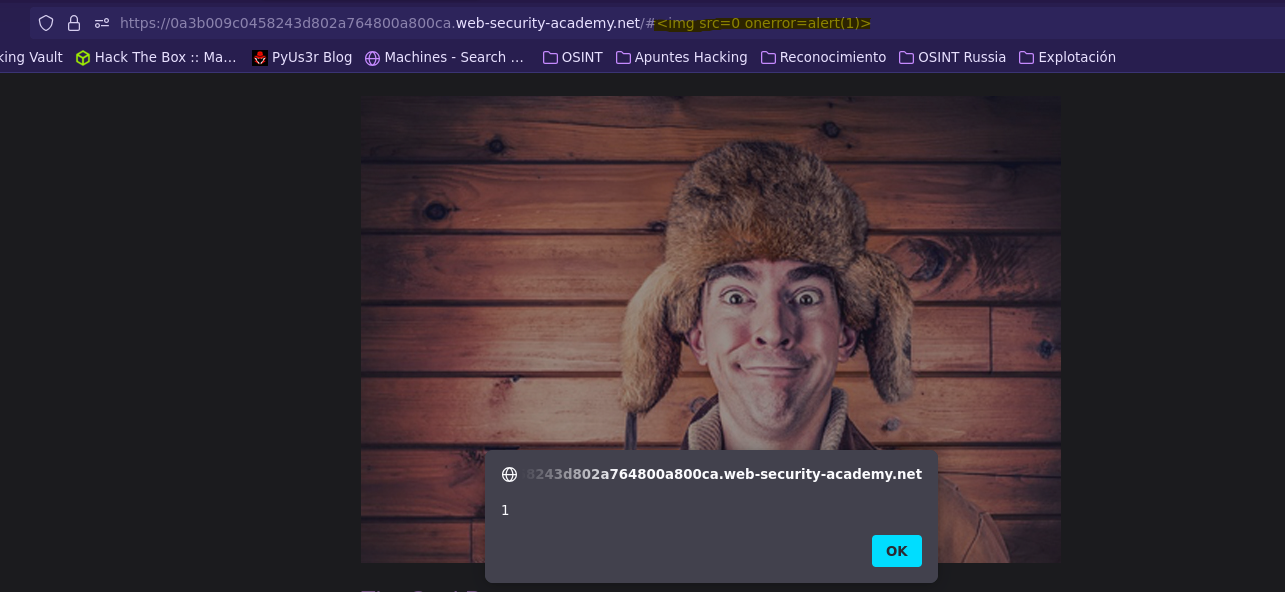 https://0a3b009c0458243d802a764800a800ca.web-security-academy.net/#<img src=0 onerror=alert(1)>
king Vault Hack The Box :: Ma... PyUs3r Blog Machines - Search ... OSINT Apuntes Hacking Reconocimiento OSINT Russia Explotación
8243d802a764800a800ca.web-security-academy.net
1
OK